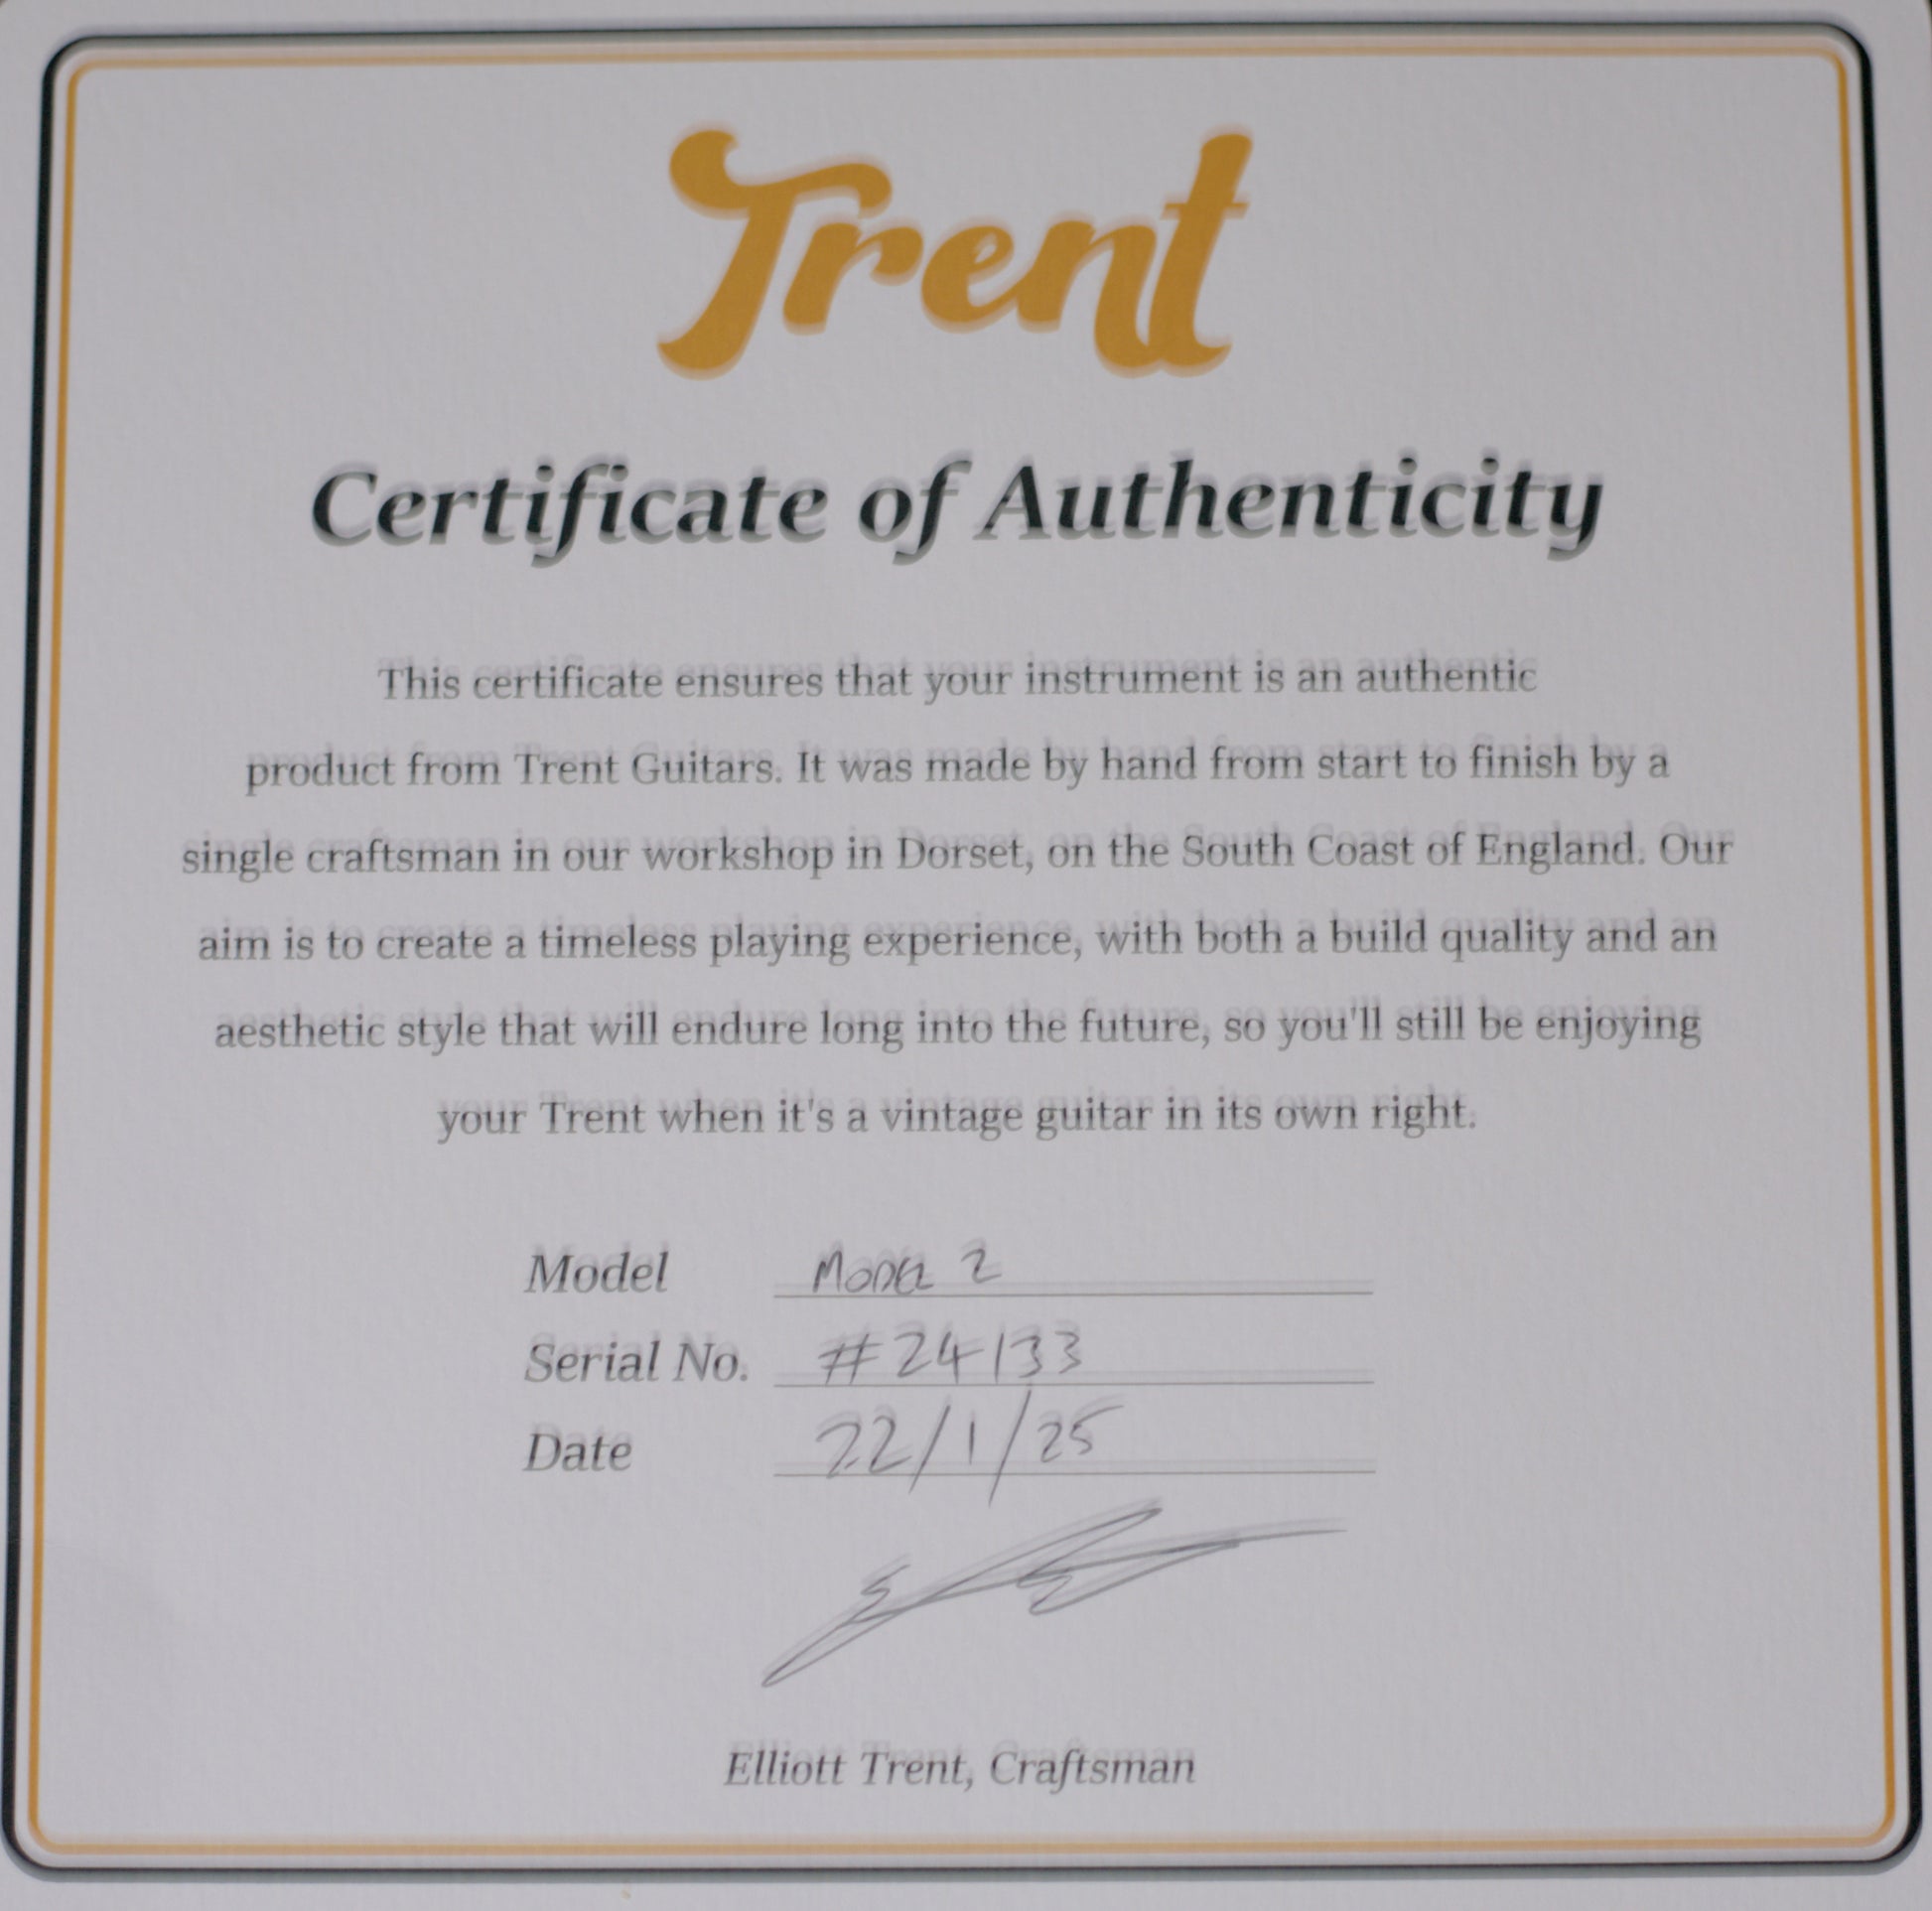 Trent
Certificate of Authenticity
This certificate ensures that your instrument is an authentic
product from Trent Guitars. It was made by hand from start to finish by a
single craftsman in our workshop in Dorset, on the South Coast of England. Our
aim is to create a timeless playing experience, with both a build quality and an
aesthetic style that will endure long into the future, so you'll still be enjoying
your Trent when it's a vintage guitar in its own right.
Model Model 2
Serial No. #24133
Date 22/1/25
Elliott Trent, Craftsman